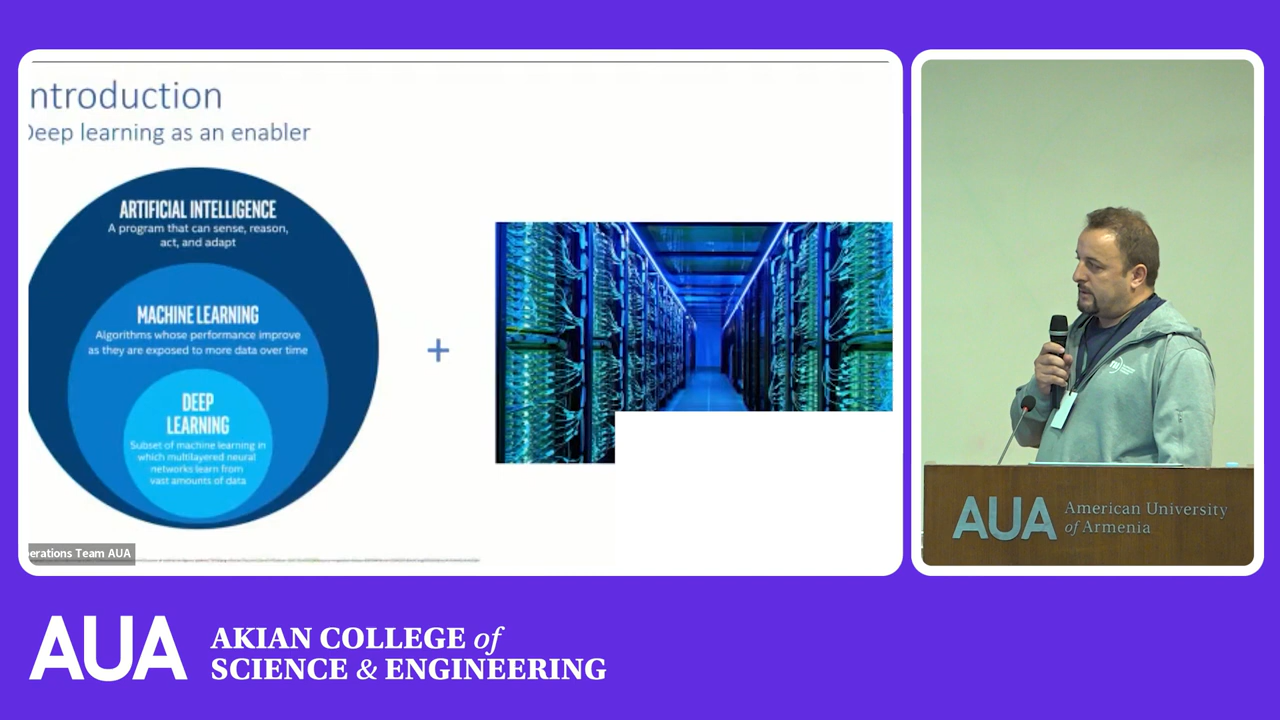 ntroduction
Deep learning as an enabler
ARTIFICIAL INTELLIGENCE
A program that can sense, reason,
act, and adapt
MACHINE LEARNING
Algorithms whose performance improve
as they are exposed to more data over time
DEEP
LEARNING
Subset of machine learning in
which multilayered neural
networks learn from
vast amounts of data
+
erations Team AUA
AUA American University
of Armenia
AUA AKIAN COLLEGE of
SCIENCE & ENGINEERING